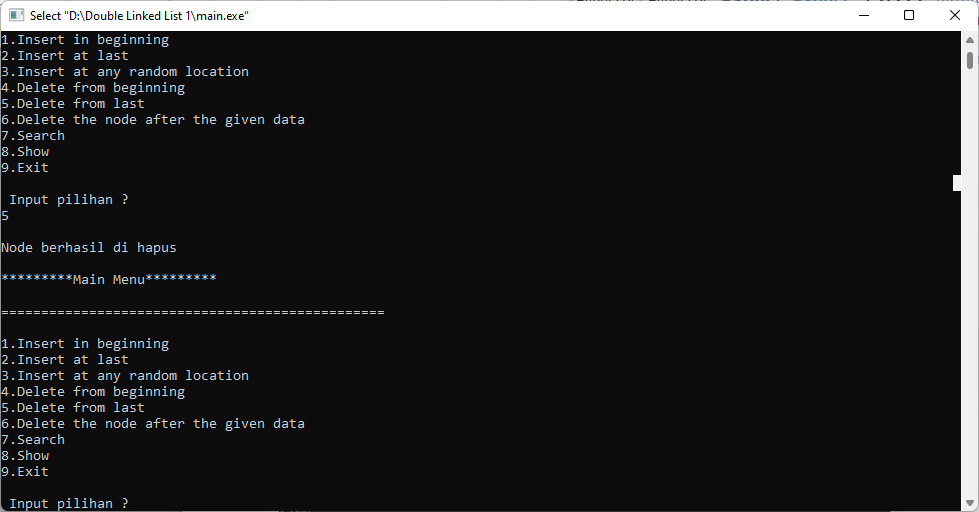 Select "D:\Double Linked List 1\main.exe"
1.Insert in beginning
2.Insert at last
3.Insert at any random location
4.Delete from beginning
5.Delete from last
6.Delete the node after the given data
7.Search
8.Show
9.Exit
Input pilihan ?
5
Node berhasil di hapus
*********Main Menu*********
================================================
1.Insert in beginning
2.Insert at last
3.Insert at any random location
4.Delete from beginning
5.Delete from last
6.Delete the node after the given data
7.Search
8.Show
9.Exit
Input pilihan ?